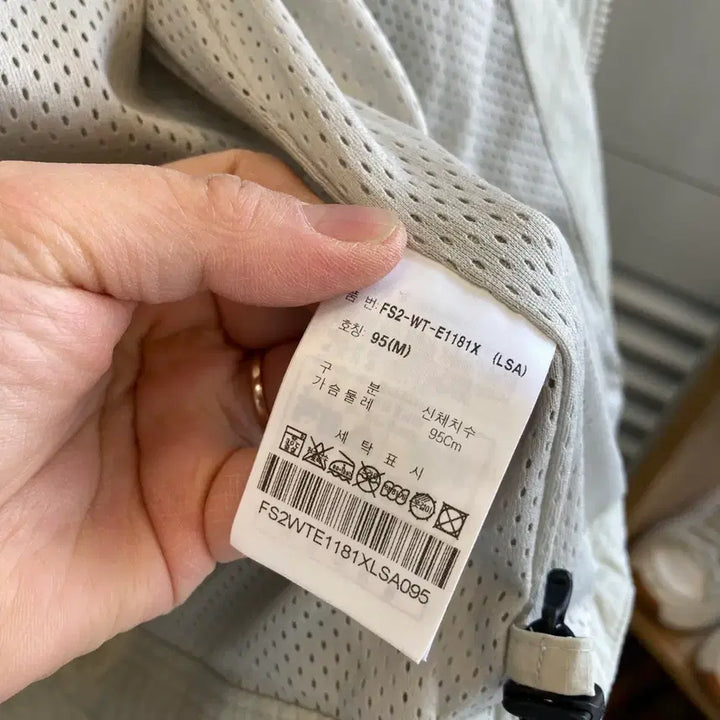 품 번: FS2-WT-E1181X (LSA)
호칭: 95(M)
구 분 신체치수
가슴둘레 95Cm
세 탁 표 시
FS2WTE1181XLSA095